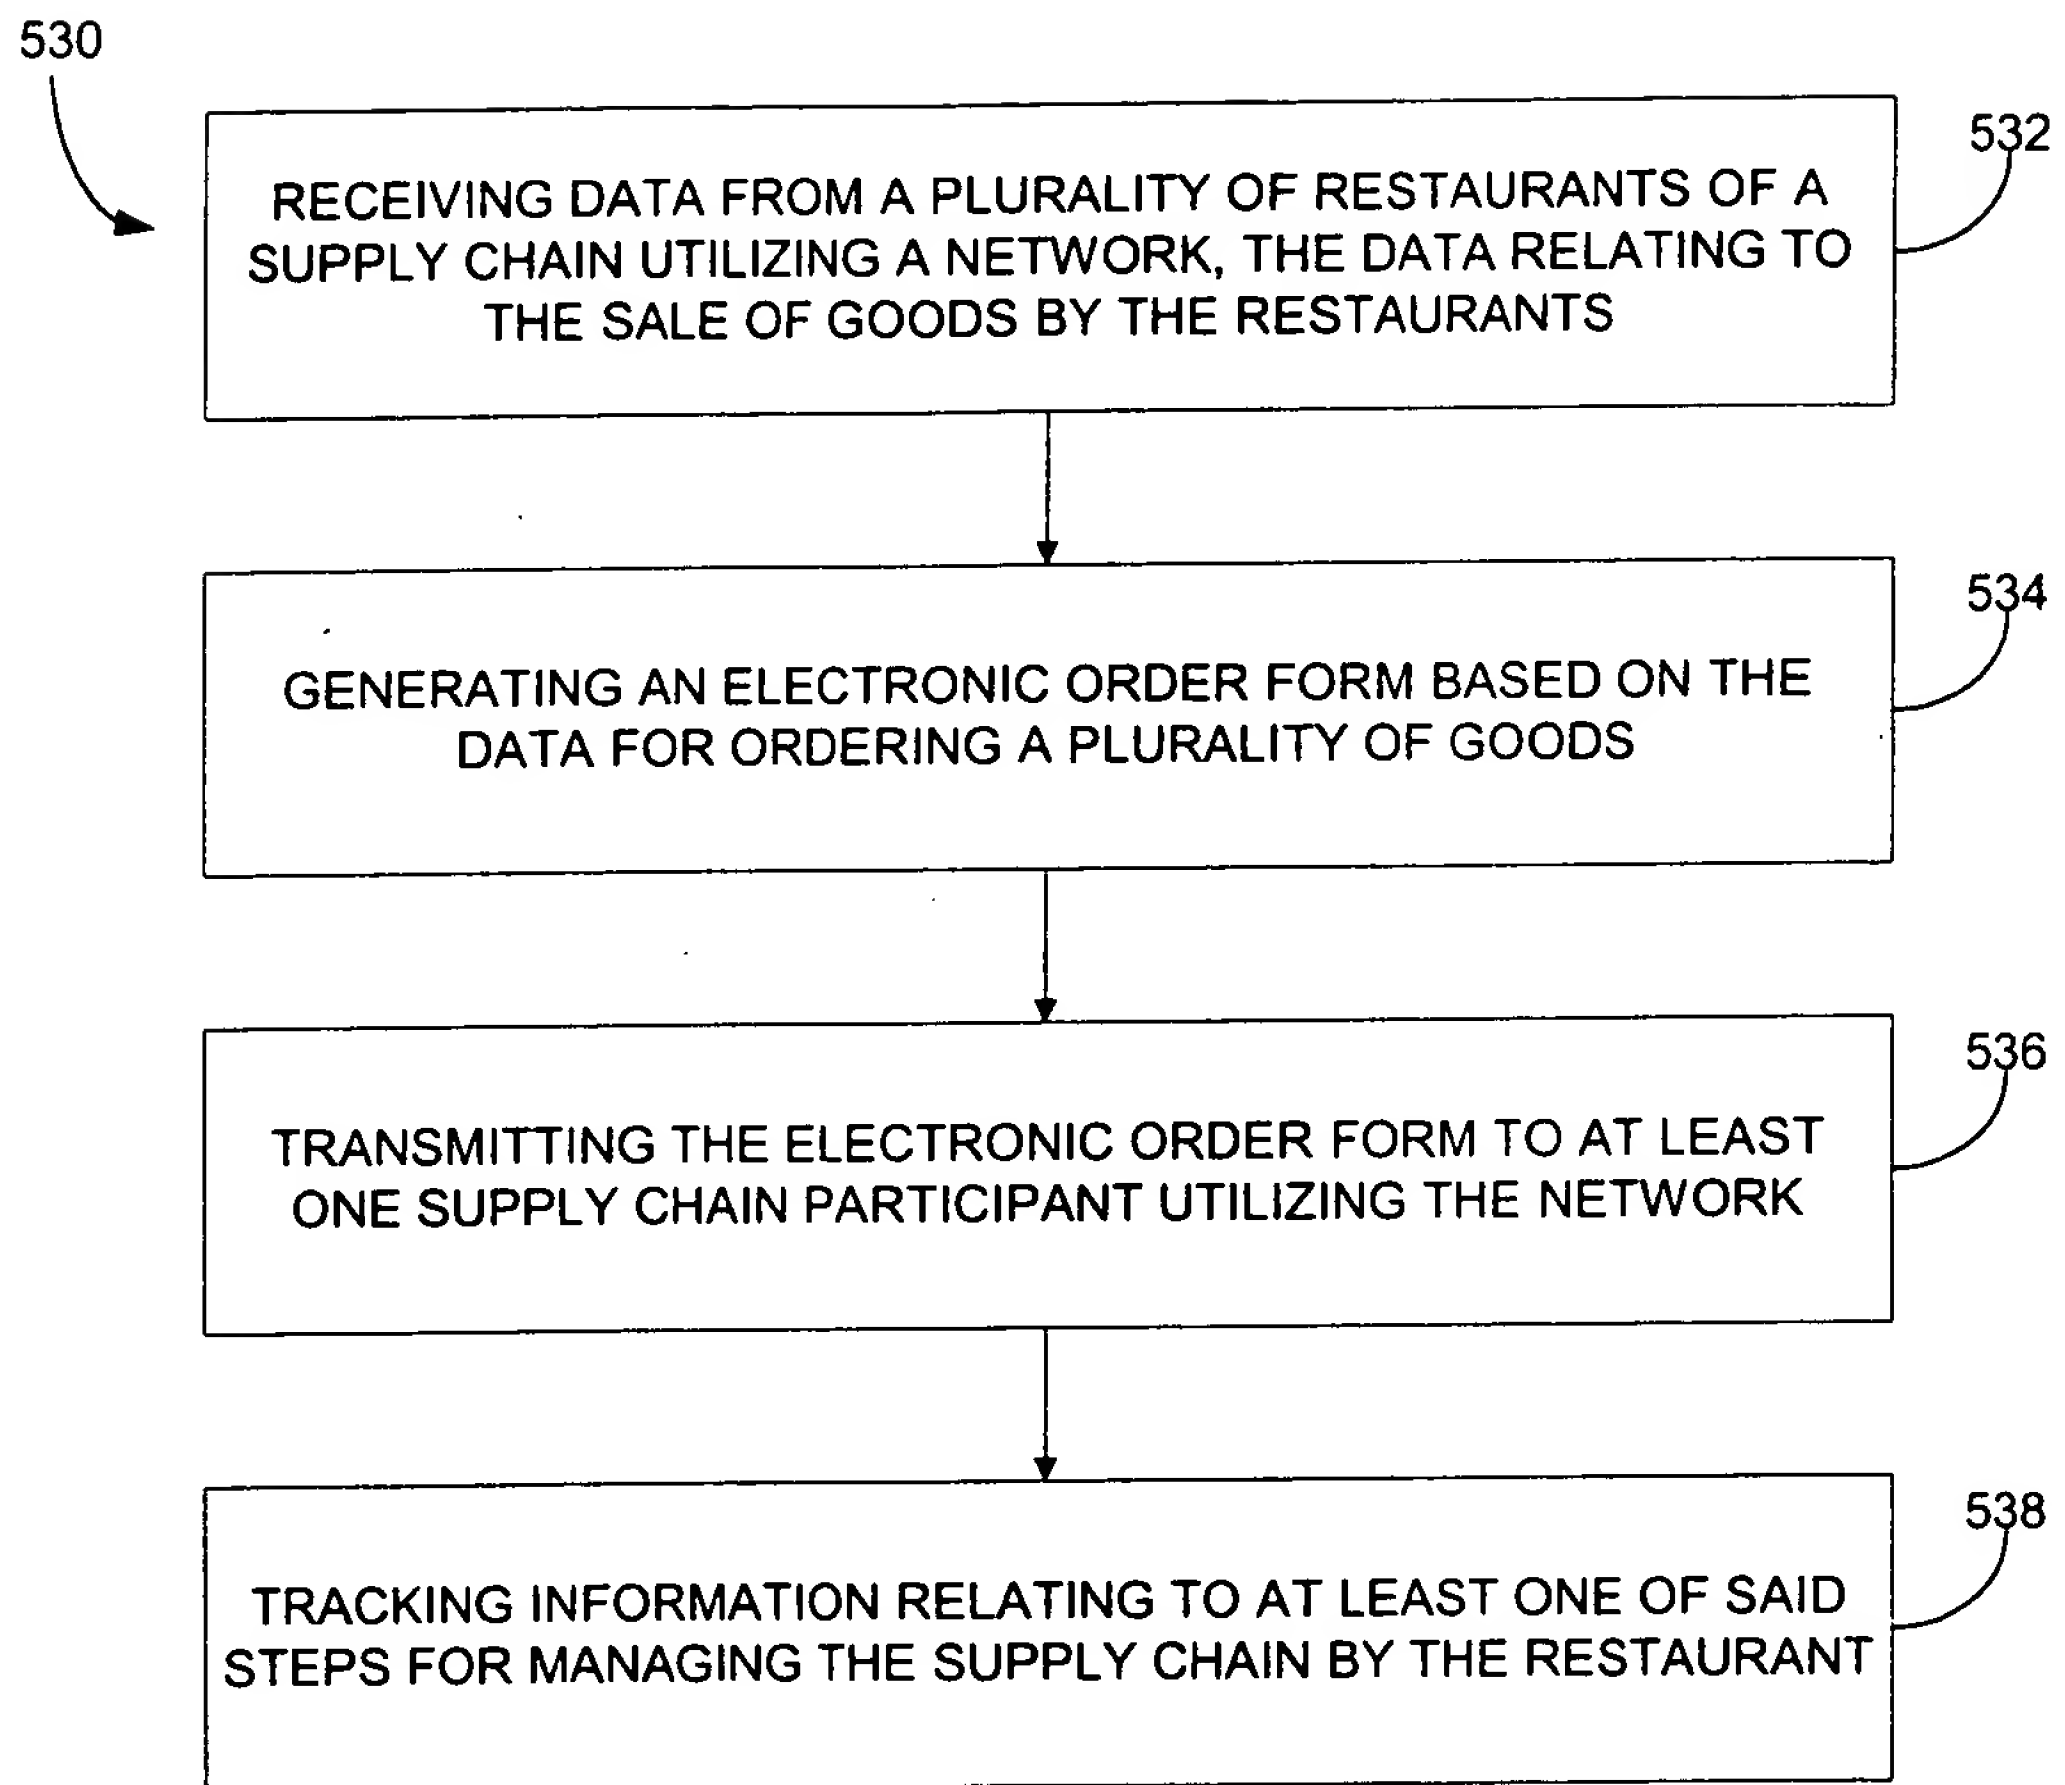 530
532
RECEIVING DATA FROM A PLURALITY OF RESTAURANTS OF A
SUPPLY CHAIN UTILIZING A NETWORK, THE DATA RELATING TO
THE SALE OF GOODS BY THE RESTAURANTS
534
GENERATING AN ELECTRONIC ORDER FORM BASED ON THE
DATA FOR ORDERING A PLURALITY OF GOODS
536
TRANSMITTING THE ELECTRONIC ORDER FORM TO AT LEAST
ONE SUPPLY CHAIN PARTICIPANT UTILIZING THE NETWORK
538
TRACKING INFORMATION RELATING TO AT LEAST ONE OF SAID
STEPS FOR MANAGING THE SUPPLY CHAIN BY THE RESTAURANT